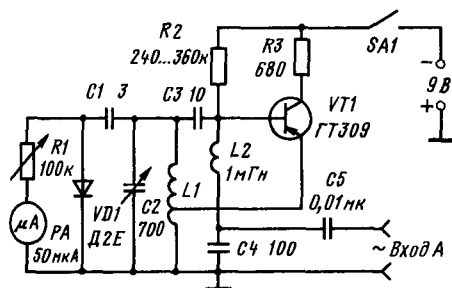 R2
240...360к
R3
680
SA1
–
9 В
+
C1 3
C3 10
VT1
ГТ309
R1
100к
L2
1мГн
C5
0,01мк
μA
PA
50мкА
VD1
Д2Е
C2
700
L1
C4 100
~ Вход А